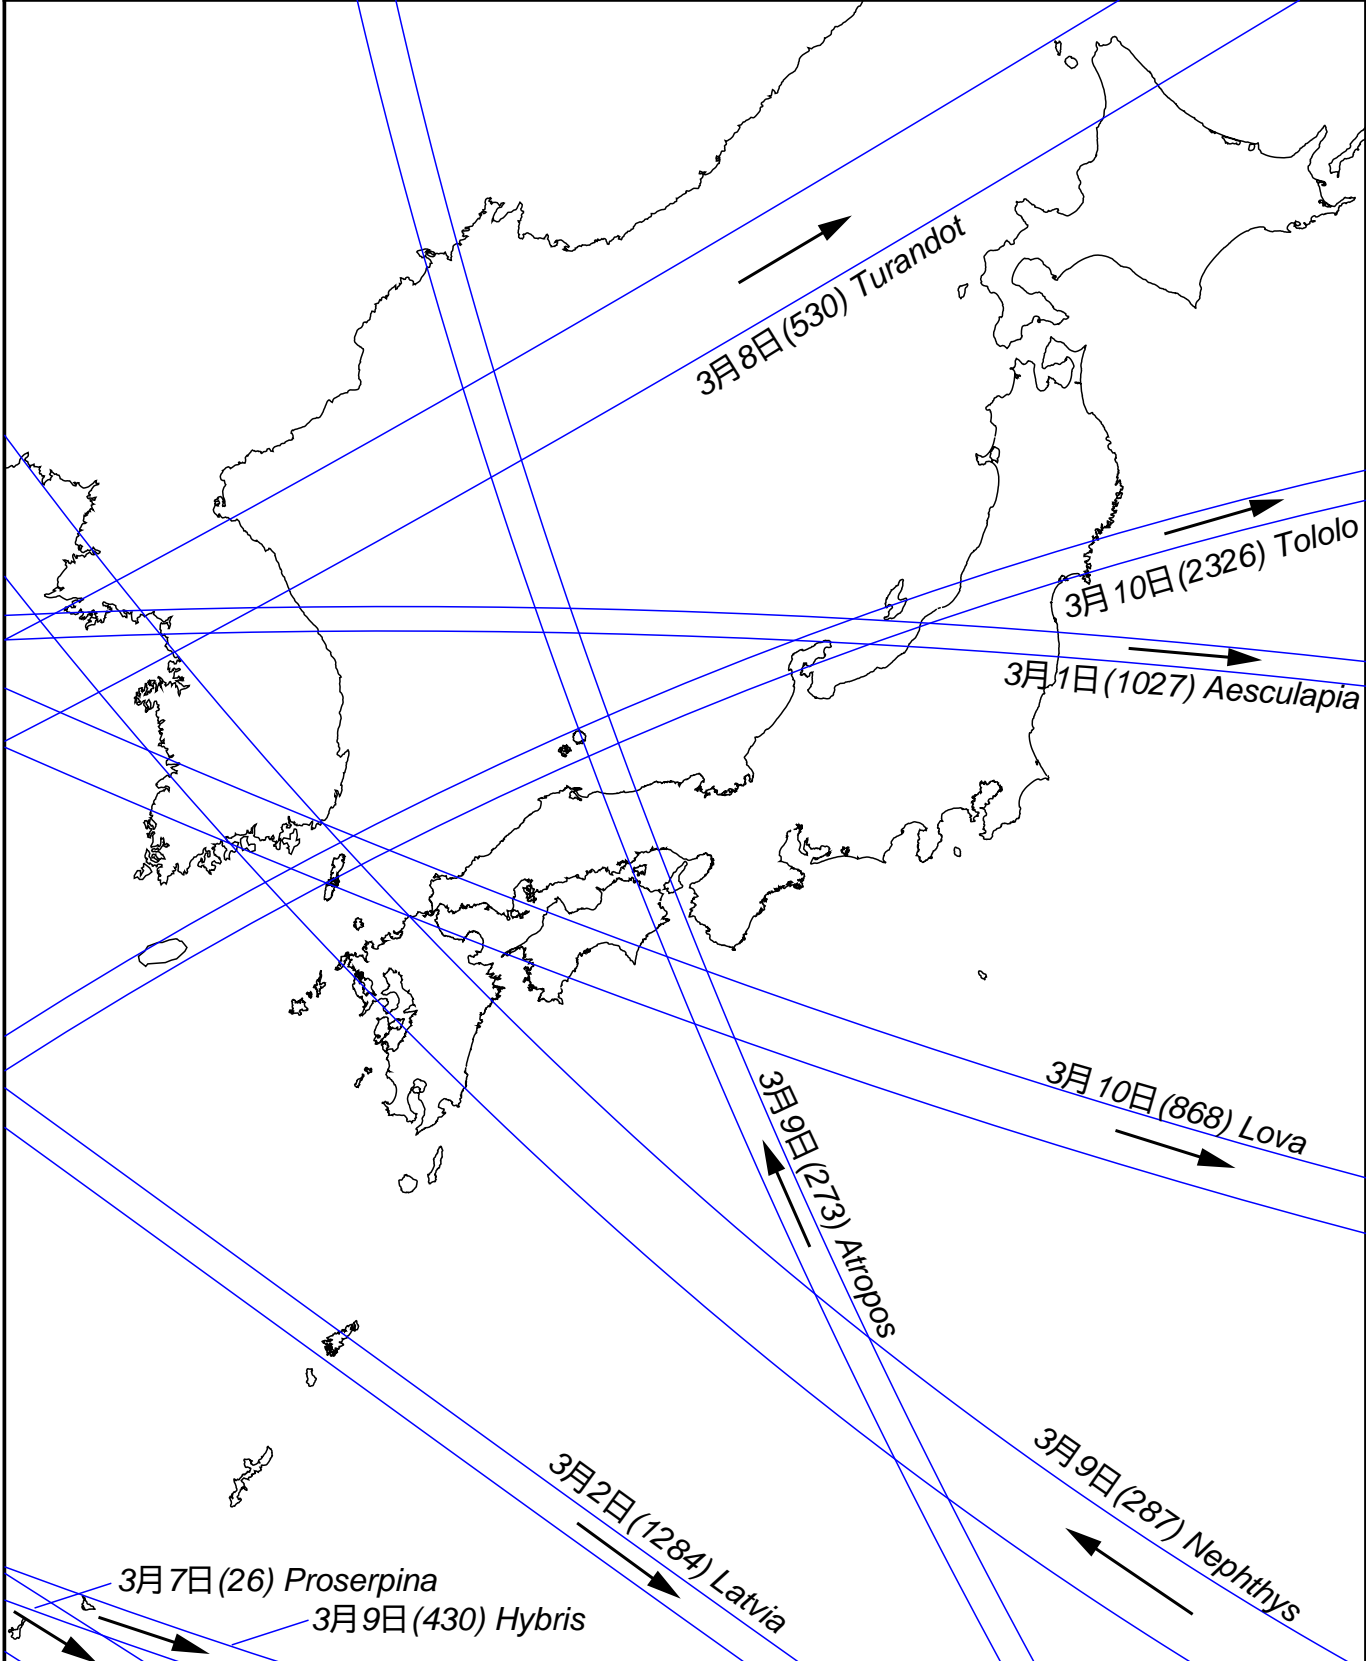 3月8日(530) Turandot
3月10日(2326) Tololo
3月1日(1027) Aesculapia
3月10日(868) Lova
3月9日(273) Atropos
3月9日(287) Nephthys
3月2日(1284) Latvia
3月7日(26) Proserpina
3月9日(430) Hybris